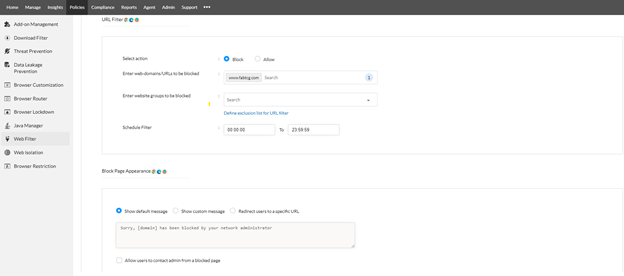 Home Manage Insights Policies Compliance Reports Agent Admin Support •••
Add-on Management
Download Filter
Threat Prevention
Data Leakage
Prevention
Browser Customization
Browser Router
Browser Lockdown
Java Manager
Web Filter
Web Isolation
Browser Restriction
URL Filter
Select action : Block Allow
Enter web domains/URLs to be blocked : Search
Enter website groups to be blocked : Search
Define exclusion list for URL filter
Schedule Filter : 00:00:00 To 23:59:59
Block Page Appearance
Show default message Show custom message Redirect users to a specific URL
Sorry, [domain] has been blocked by your network administrator
Allow users to contact admin from a blocked page